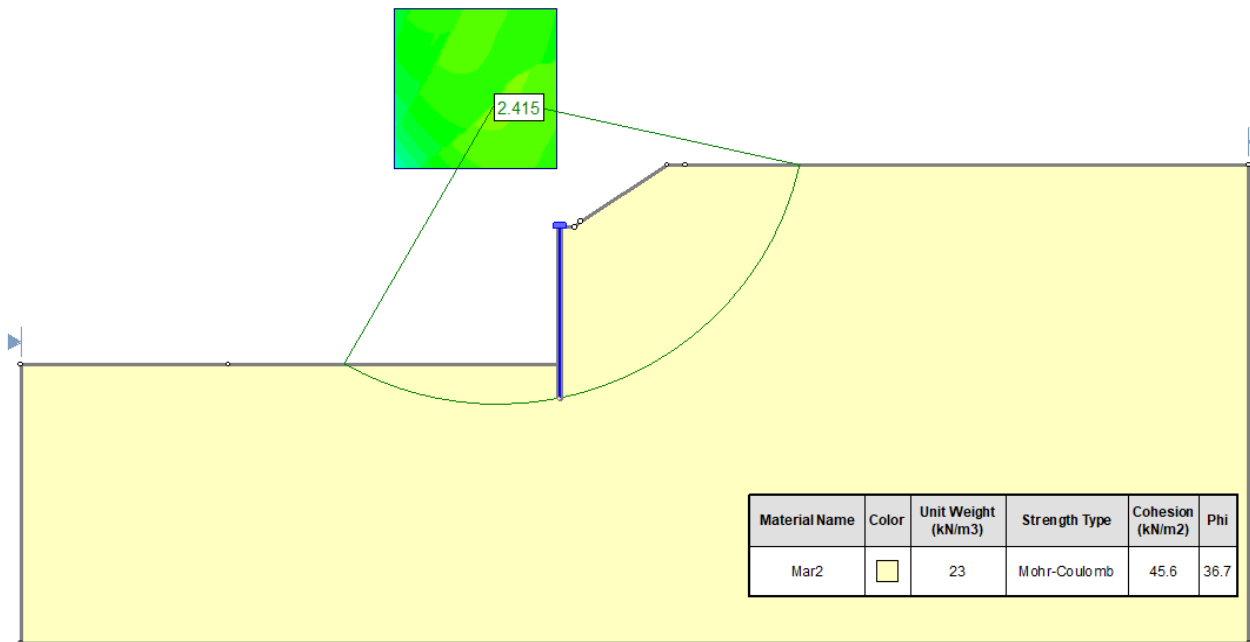 2.415
Material Name Color Unit Weight (kN/m3) Strength Type Cohesion (kN/m2) Phi
Mar2 23 Mohr-Coulomb 45.6 36.7